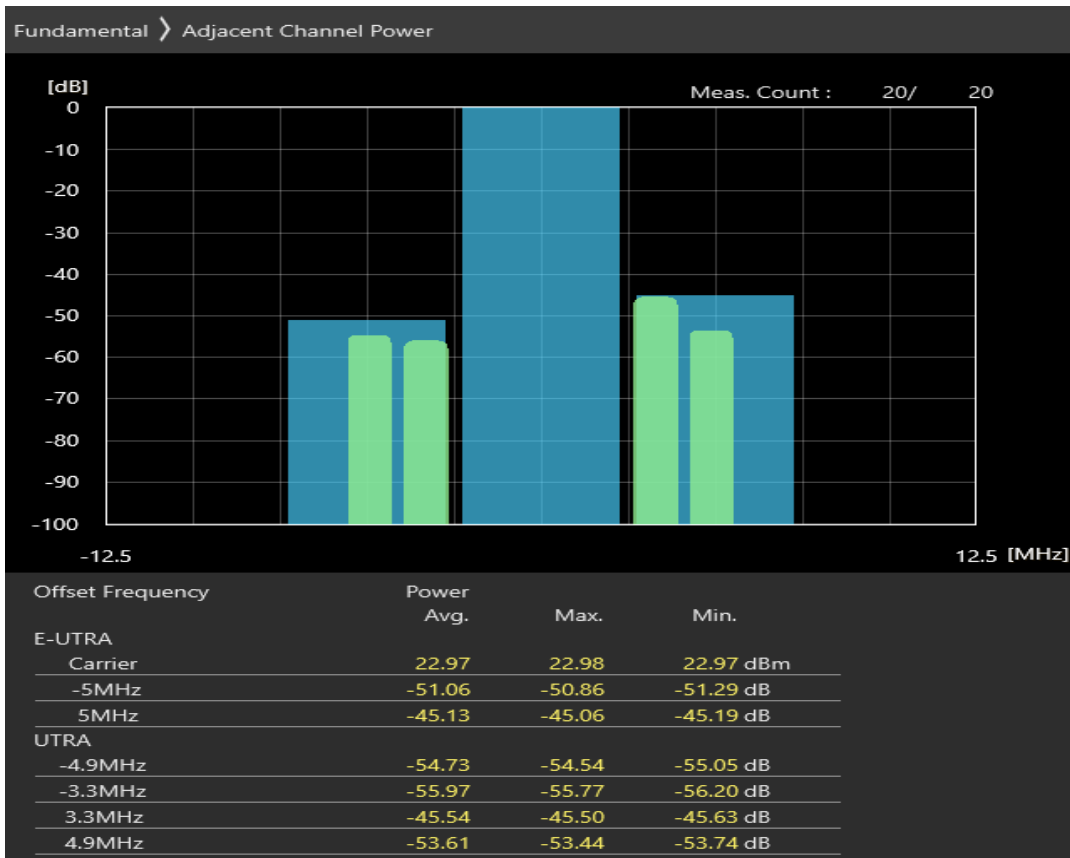 Fundamental 〉 Adjacent Channel Power
[dB]
Meas. Count : 20/ 20
0
-10
-20
-30
-40
-50
-60
-70
-80
-90
-100
-12.5 12.5 [MHz]
Offset Frequency Power
Avg. Max. Min.
E-UTRA
Carrier 22.97 22.98 22.97 dBm
-5MHz -51.06 -50.86 -51.29 dB
5MHz -45.13 -45.06 -45.19 dB
UTRA
-4.9MHz -54.73 -54.54 -55.05 dB
-3.3MHz -55.97 -55.77 -56.20 dB
3.3MHz -45.54 -45.50 -45.63 dB
4.9MHz -53.61 -53.44 -53.74 dB